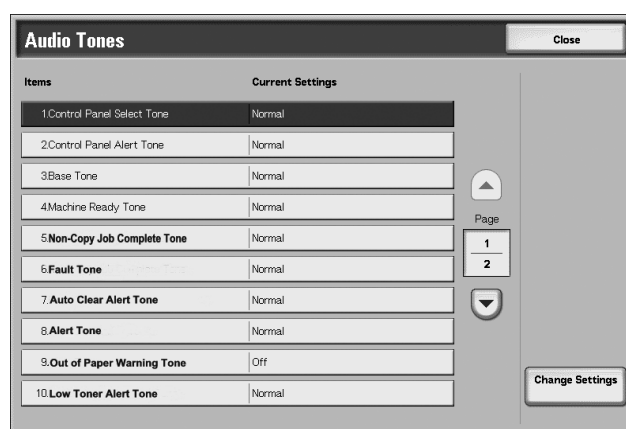 Audio Tones
Close
Items Current Settings
1.Control Panel Select Tone Normal
2.Control Panel Alert Tone Normal
3.Base Tone Normal
4.Machine Ready Tone Normal
5.Non-Copy Job Complete Tone Normal
6.Fault Tone Normal
7.Auto Clear Alert Tone Normal
8.Alert Tone Normal
9.Out of Paper Warning Tone Off
10.Low Toner Alert Tone Normal
Page
1
2
Change Settings